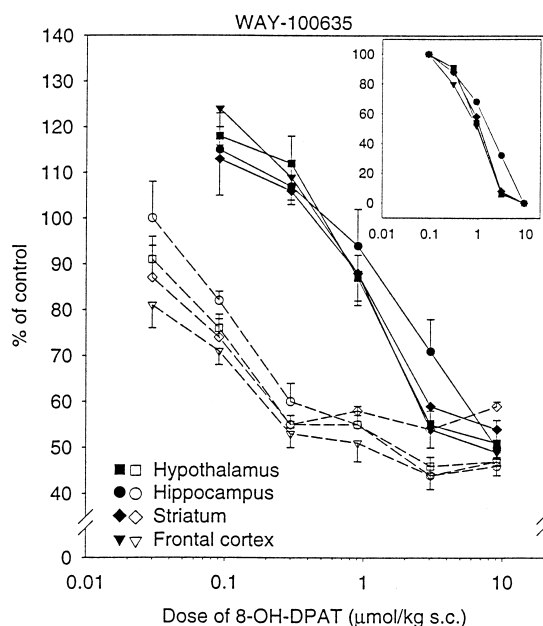 WAY-100635
140
130
120
110
100
90
80
70
60
50
40
0
% of control
100
80
60
40
20
0
0.01 0.1 1 10
■□ Hypothalamus
●○ Hippocampus
◆◇ Striatum
▼▽ Frontal cortex
0.01 0.1 1 10
Dose of 8-OH-DPAT (μmol/kg s.c.)